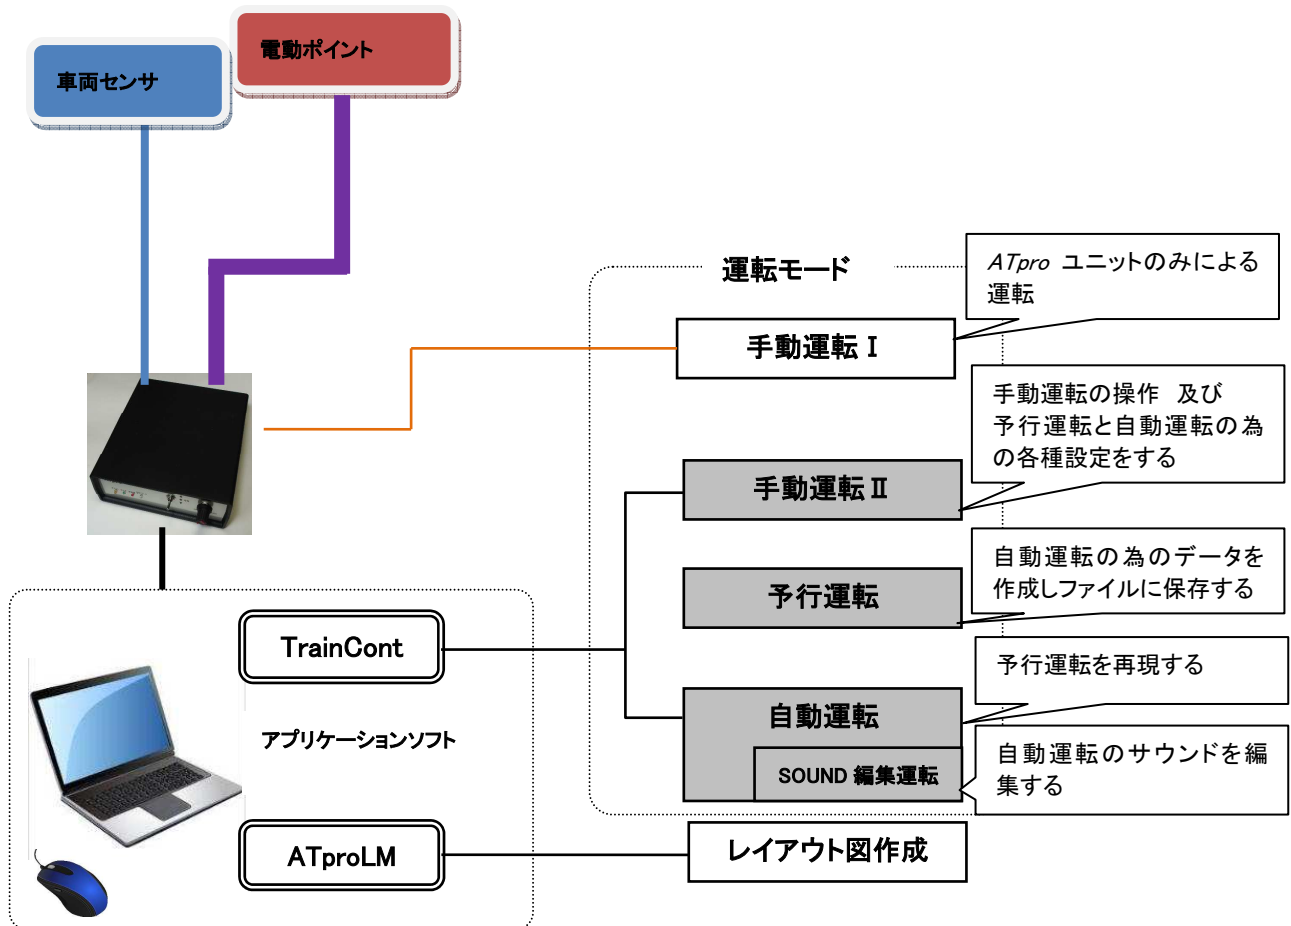 電動ポイント
車両センサ
運転モード
ATpro ユニットのみによる
運転
手動運転Ⅰ
手動運転の操作 及び
予行運転と自動運転の為
の各種設定をする
手動運転Ⅱ
自動運転の為のデータを
作成しファイルに保存する
予行運転
TrainCont
予行運転を再現する
自動運転
アプリケーションソフト
自動運転のサウンドを編
集する
SOUND 編集運転
ATproLM
レイアウト図作成